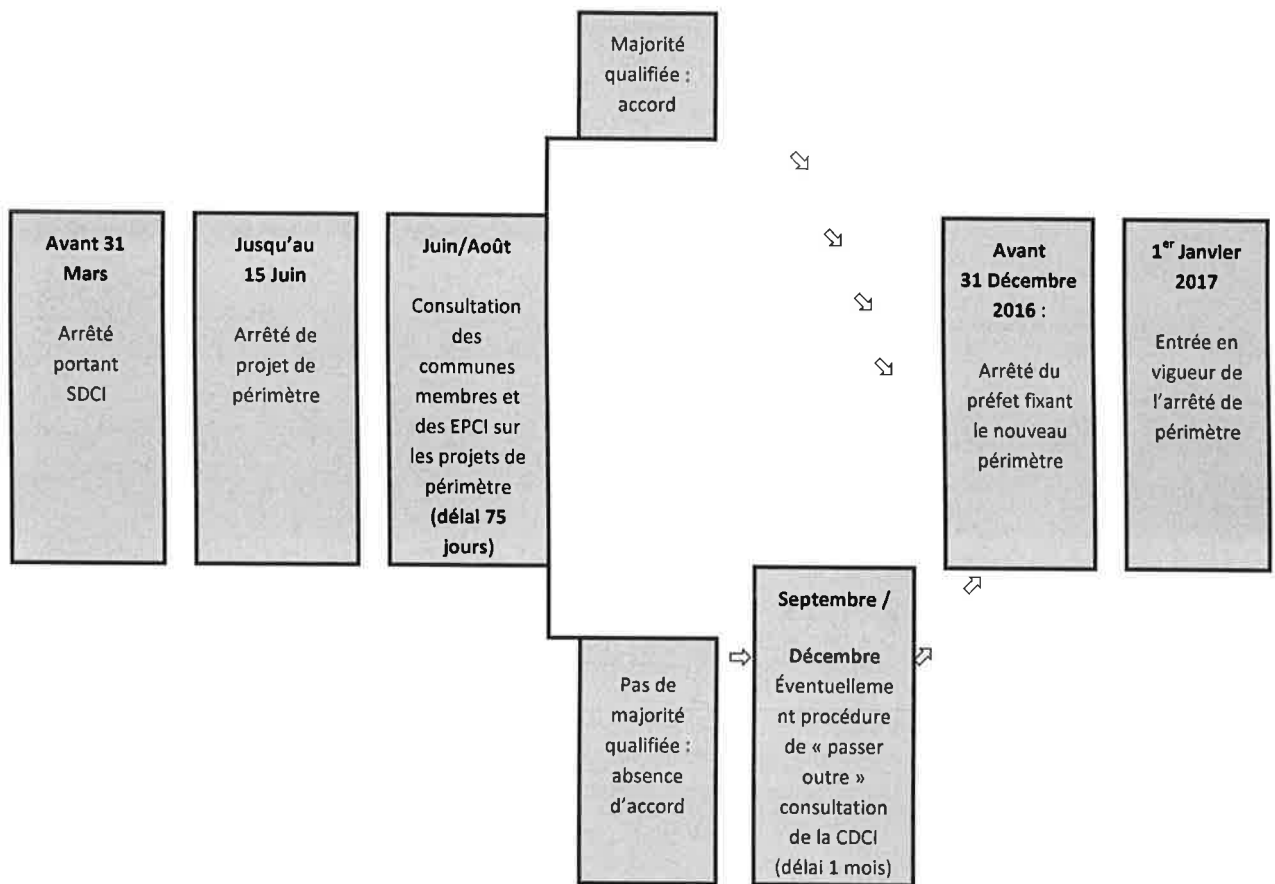 Majorité
qualifiée :
accord
Avant 31
Mars
Arrêté
portant
SDCI
Jusqu'au
15 Juin
Arrêté de
projet de
périmètre
Juin/Août
Consultation
des
communes
membres et
des EPCI sur
les projets de
périmètre
(délai 75
jours)
Pas de
majorité
qualifiée :
absence
d'accord
Septembre /
Décembre
Éventuelleme
nt procédure
de « passer
outre »
consultation
de la CDCI
(délai 1 mois)
Avant
31 Décembre
2016 :
Arrêté du
préfet fixant
le nouveau
périmètre
1er Janvier
2017
Entrée en
vigueur de
l'arrêté de
périmètre